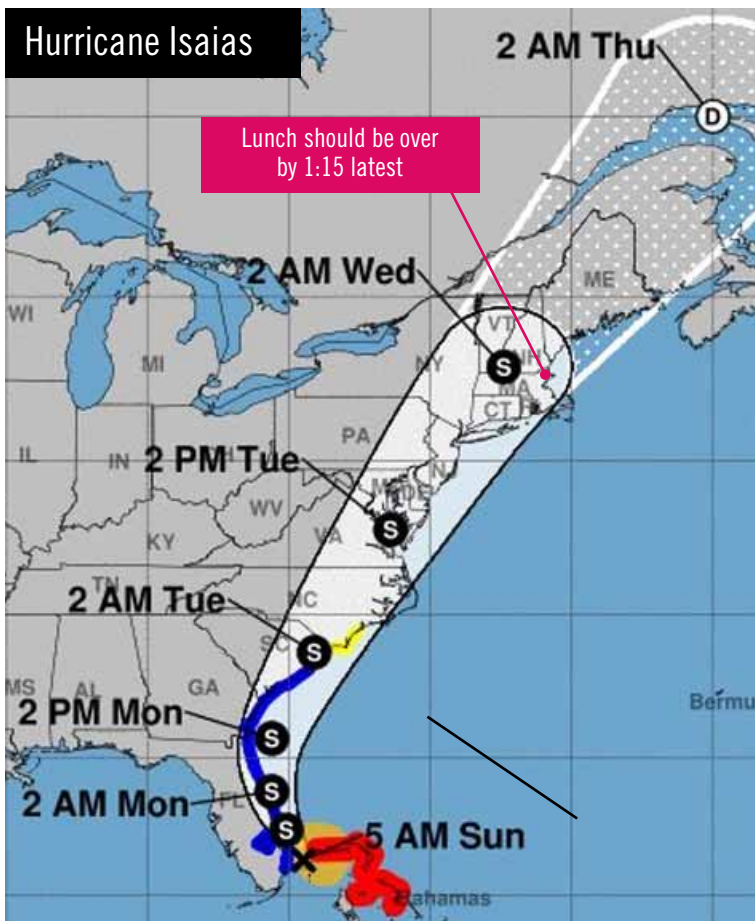 Hurricane Isaias
2 AM Thu
D
Lunch should be over
by 1:15 latest
2 AM Wed
ME
WI
VT
NH
S
MI
NY
MA
CT
PA
IL
IN
2 PM Tue
NJ
DE
S
WV
VA
KY
TN
2 AM Tue
NC
SC
S
MS
AL
GA
2 PM Mon
S
Bermu
2 AM Mon
FL
S
S
5 AM Sun
Bahamas